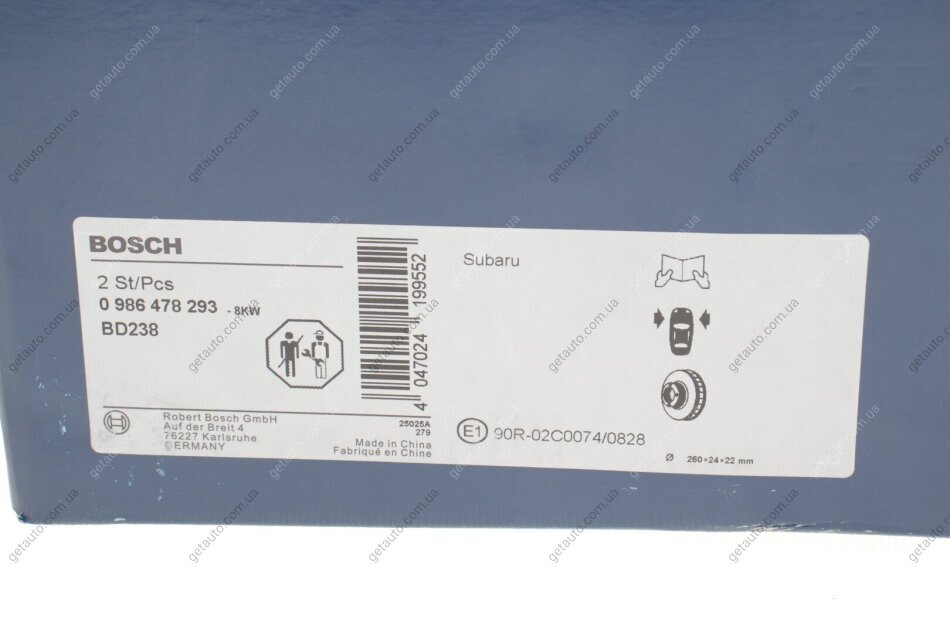 BOSCH
2 St/Pcs
0 986 478 293 - 8KW
BD238
4 047024 199552
Robert Bosch GmbH
Auf der Breit 4
76227 Karlsruhe
GERMANY
25025A
279
Made in China
Fabriqué en Chine
Subaru
E1 90R-02C0074/0828
Ø 260×24×22 mm
getauto.com.ua